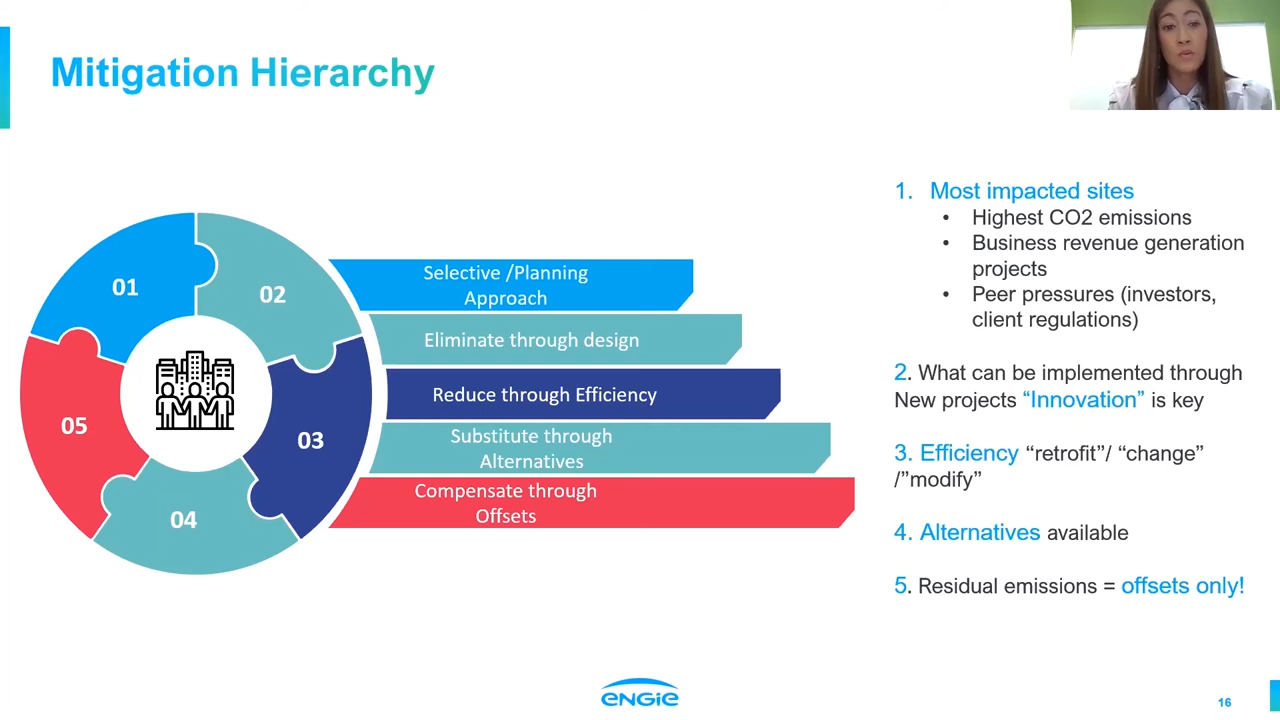 Mitigation Hierarchy
01
02
03
04
05
Selective /Planning
Approach
Eliminate through design
Reduce through Efficiency
Substitute through
Alternatives
Compensate through
Offsets
1. Most impacted sites
• Highest CO2 emissions
• Business revenue generation
projects
• Peer pressures (investors,
client regulations)
2. What can be implemented through
New projects “Innovation” is key
3. Efficiency “retrofit”/ “change”
/”modify”
4. Alternatives available
5. Residual emissions = offsets only!
ENGIE
16